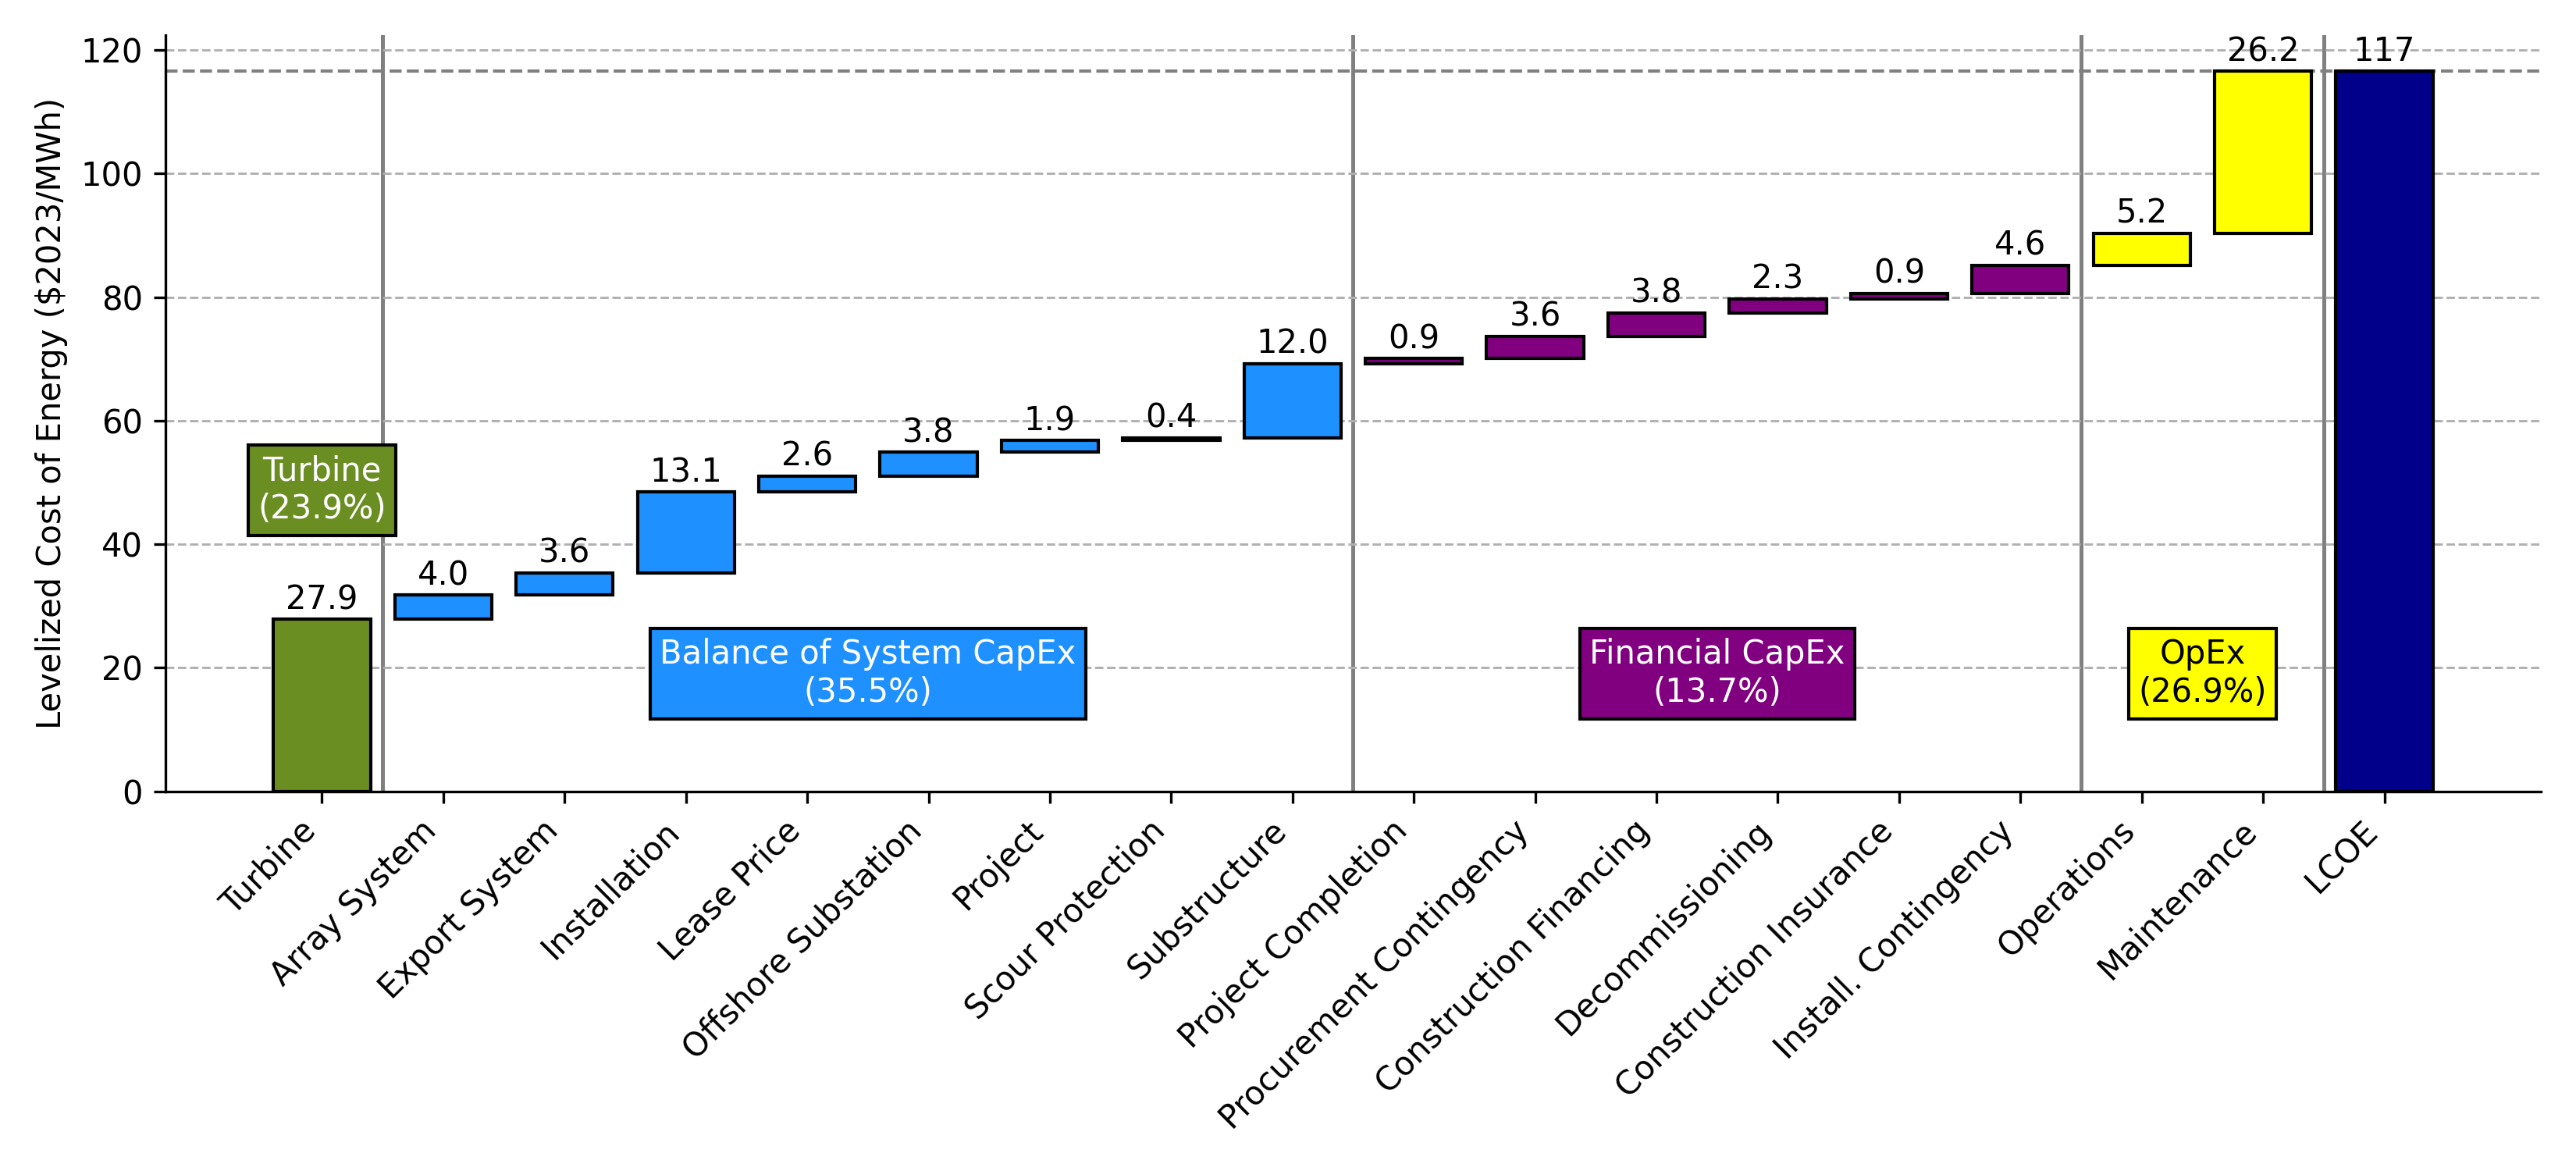 Levelized Cost of Energy ($2023/MWh)
120
100
80
60
40
20
0
27.9
4.0
3.6
13.1
2.6
3.8
1.9
0.4
12.0
0.9
3.6
3.8
2.3
0.9
4.6
5.2
26.2
117
Turbine
(23.9%)
Balance of System CapEx
(35.5%)
Financial CapEx
(13.7%)
OpEx
(26.9%)
Turbine
Array System
Export System
Installation
Lease Price
Offshore Substation
Project
Scour Protection
Substructure
Project Completion
Procurement Contingency
Construction Financing
Decommissioning
Construction Insurance
Install. Contingency
Operations
Maintenance
LCOE